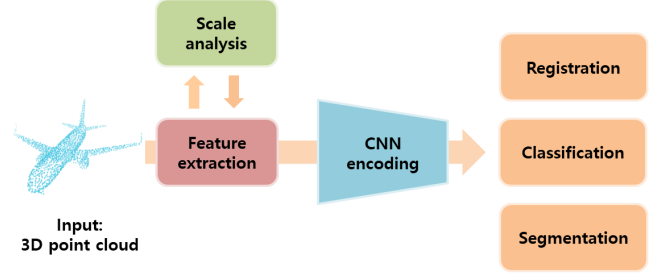 Scale
analysis
Registration
Feature
extraction
CNN
encoding
Classification
Input:
3D point cloud
Segmentation